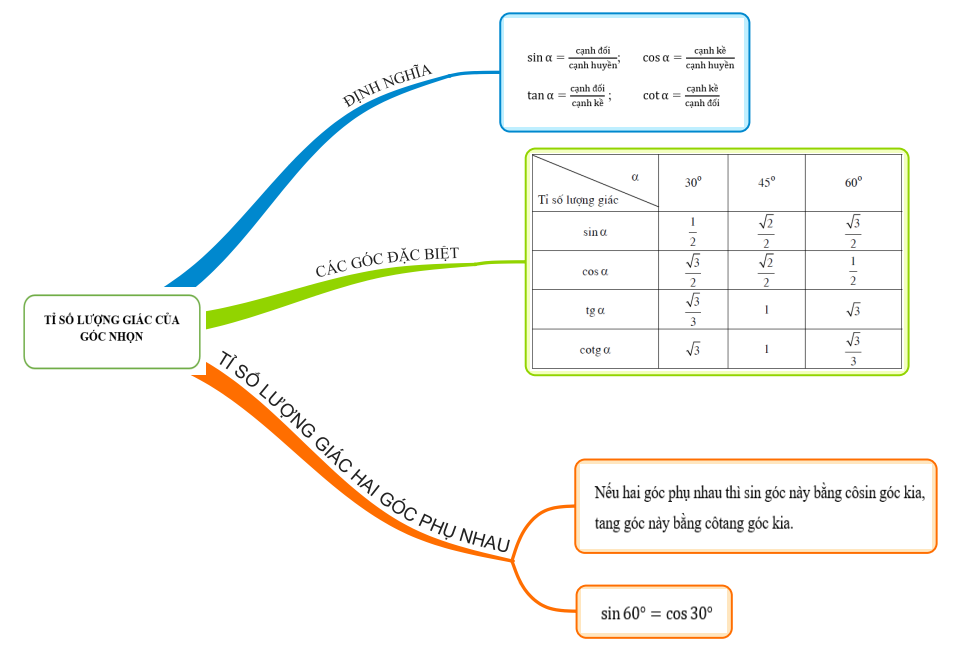 TỈ SỐ LƯỢNG GIÁC CỦA
GÓC NHỌN
ĐỊNH NGHĨA
sin α = cạnh đối/cạnh huyền; cos α = cạnh kề/cạnh huyền
tan α = cạnh đối/cạnh kề ; cot α = cạnh kề/cạnh đối
CÁC GÓC ĐẶC BIỆT
α 30° 45° 60°
Tỉ số lượng giác
sin α 1/2 √2/2 √3/2
cos α √3/2 √2/2 1/2
tg α √3/3 1 √3
cotg α √3 1 √3/3
TỈ SỐ LƯỢNG GIÁC HAI GÓC PHỤ NHAU
Nếu hai góc phụ nhau thì sin góc này bằng côsin góc kia,
tang góc này bằng côtang góc kia.
sin 60° = cos 30°